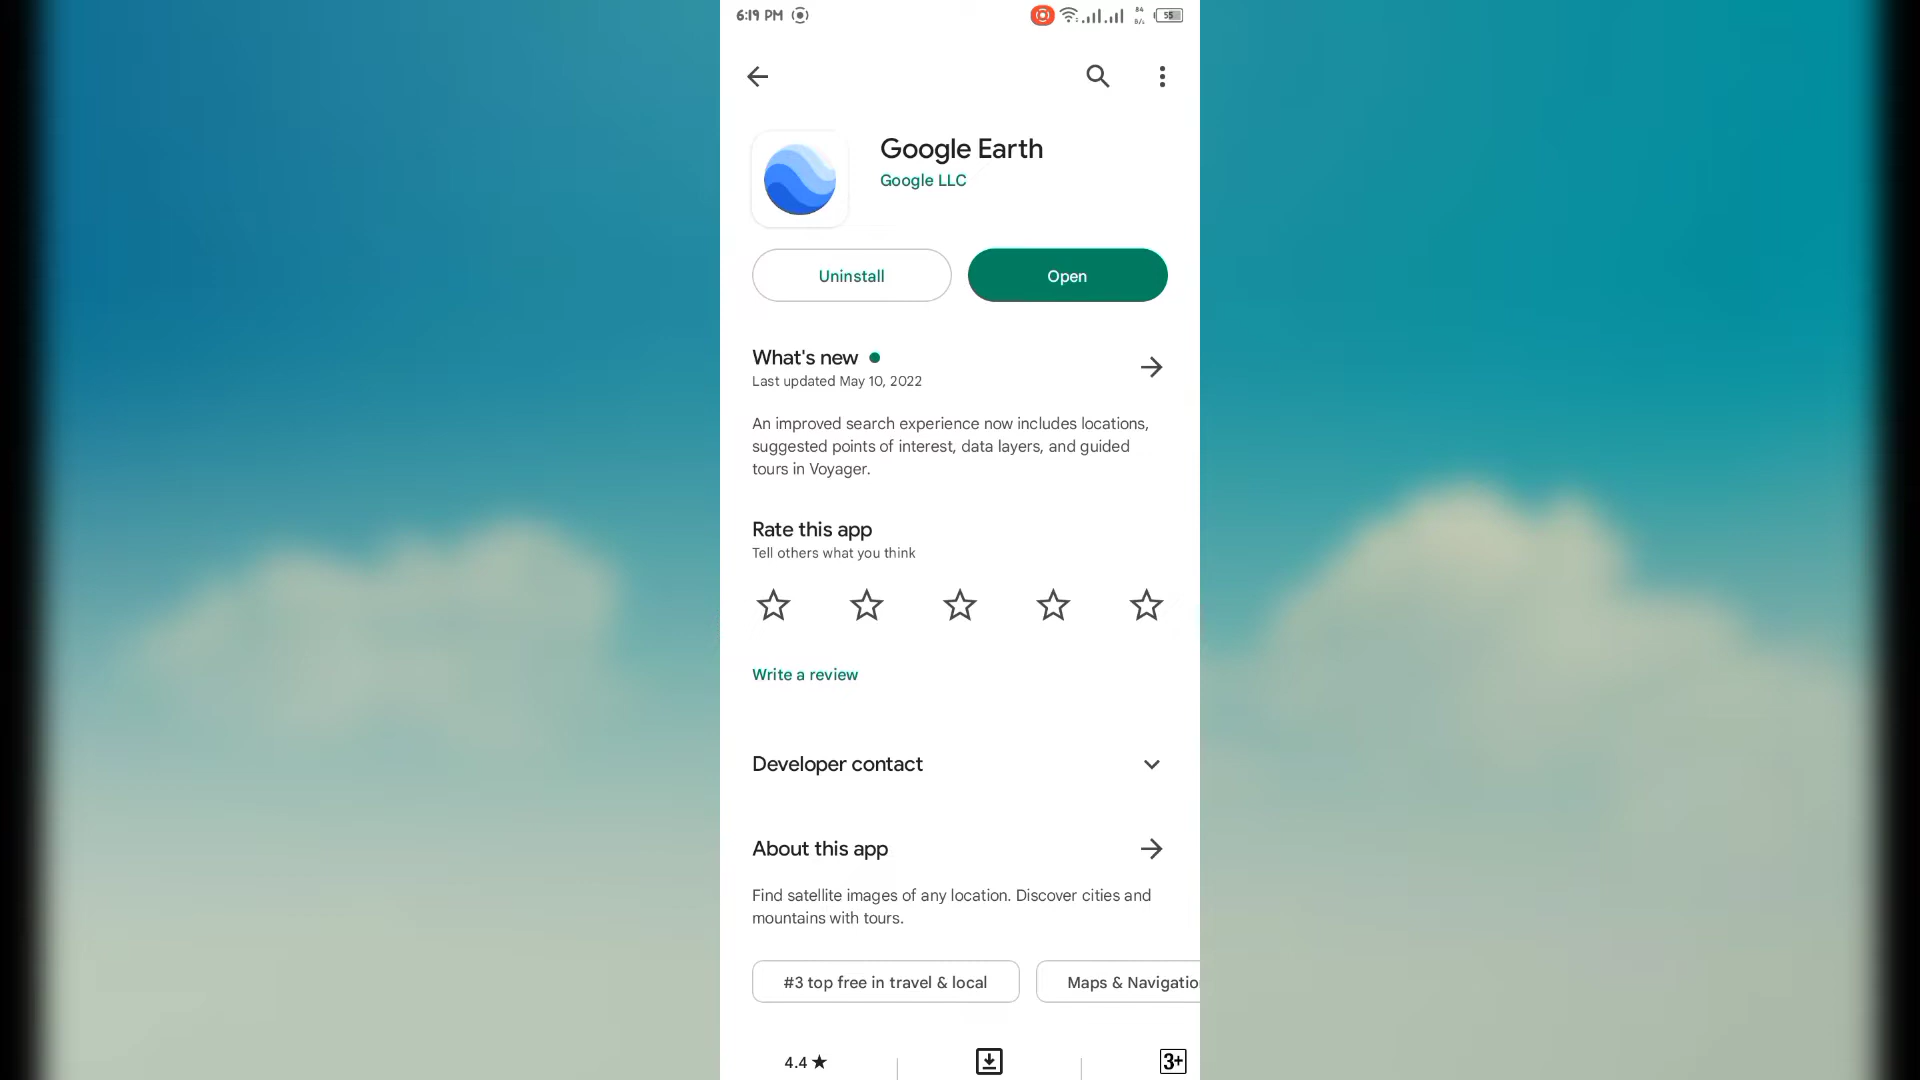 6:19 PM
84
B/s
55
Google Earth
Google LLC
Uninstall
Open
What's new
Last updated May 10, 2022
An improved search experience now includes locations,
suggested points of interest, data layers, and guided
tours in Voyager.
Rate this app
Tell others what you think
Write a review
Developer contact
About this app
Find satellite images of any location. Discover cities and
mountains with tours.
#3 top free in travel & local
Maps & Navigatio
4.4 ★
3+